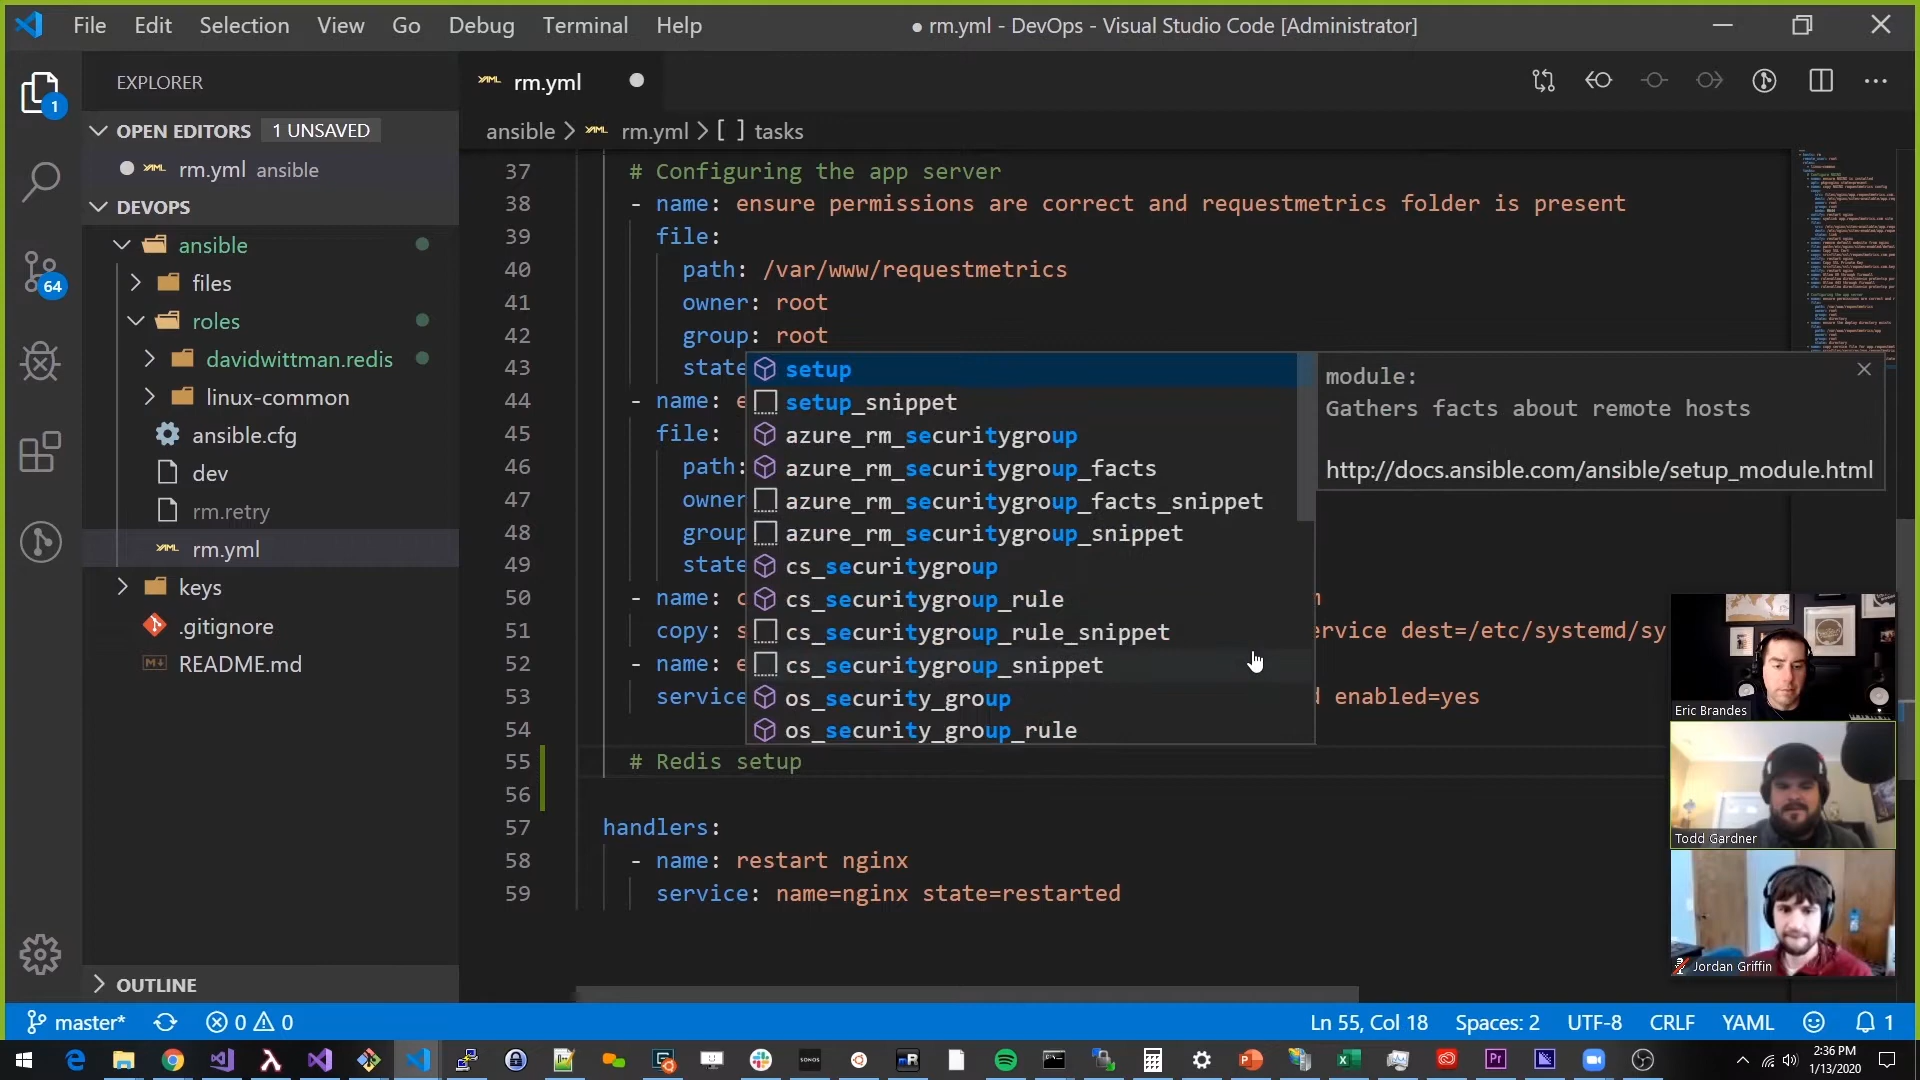 File Edit Selection View Go Debug Terminal Help
● rm.yml - DevOps - Visual Studio Code [Administrator]
EXPLORER
1
OPEN EDITORS 1 UNSAVED
rm.yml ansible
DEVOPS
ansible
files
roles
davidwittman.redis
linux-common
ansible.cfg
dev
rm.retry
rm.yml
keys
.gitignore
README.md
64
OUTLINE
rm.yml
ansible > rm.yml > [ ] tasks
37 # Configuring the app server
38 - name: ensure permissions are correct and requestmetrics folder is present
39 file:
40 path: /var/www/requestmetrics
41 owner: root
42 group: root
43 state
44 - name: e
45 file:
46 path:
47 owner
48 group
49 state
50 - name: c
51 copy: s rvice dest=/etc/systemd/sy
52 - name: e
53 service d enabled=yes
54
55 # Redis setup
56
57 handlers:
58 - name: restart nginx
59 service: name=nginx state=restarted
setup
setup_snippet
azure_rm_securitygroup
azure_rm_securitygroup_facts
azure_rm_securitygroup_facts_snippet
azure_rm_securitygroup_snippet
cs_securitygroup
cs_securitygroup_rule
cs_securitygroup_rule_snippet
cs_securitygroup_snippet
os_security_group
os_security_group_rule
module:
Gathers facts about remote hosts
http://docs.ansible.com/ansible/setup_module.html
Eric Brandes
Todd Gardner
Jordan Griffin
master* 0 0
Ln 55, Col 18 Spaces: 2 UTF-8 CRLF YAML 1
2:36 PM
1/13/2020